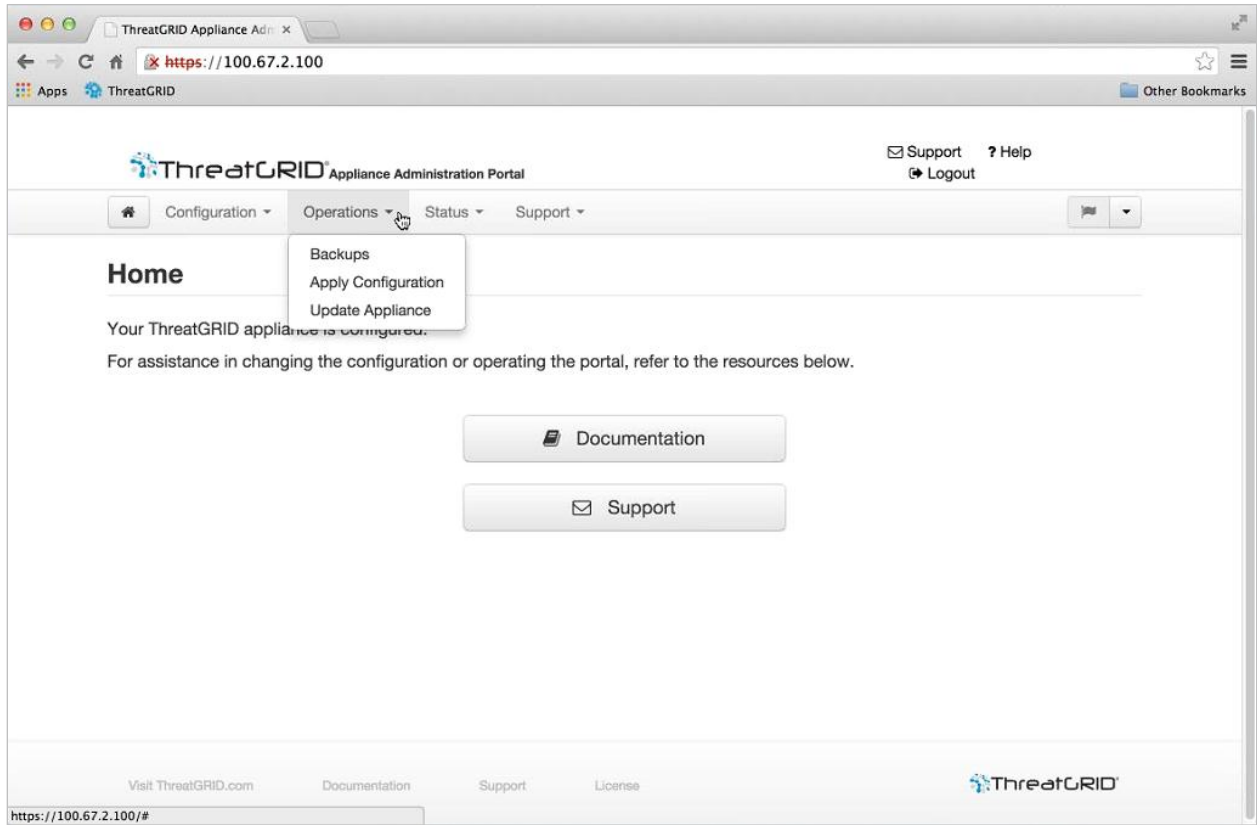 ThreatGRID Appliance Adm
https://100.67.2.100
Apps ThreatGRID Other Bookmarks
ThreatGRID Appliance Administration Portal
Support ? Help
Logout
Configuration Operations Status Support
Backups
Apply Configuration
Update Appliance
Home
Your ThreatGRID appliance is configured.
For assistance in changing the configuration or operating the portal, refer to the resources below.
Documentation
Support
Visit ThreatGRID.com Documentation Support License ThreatGRID
https://100.67.2.100/#